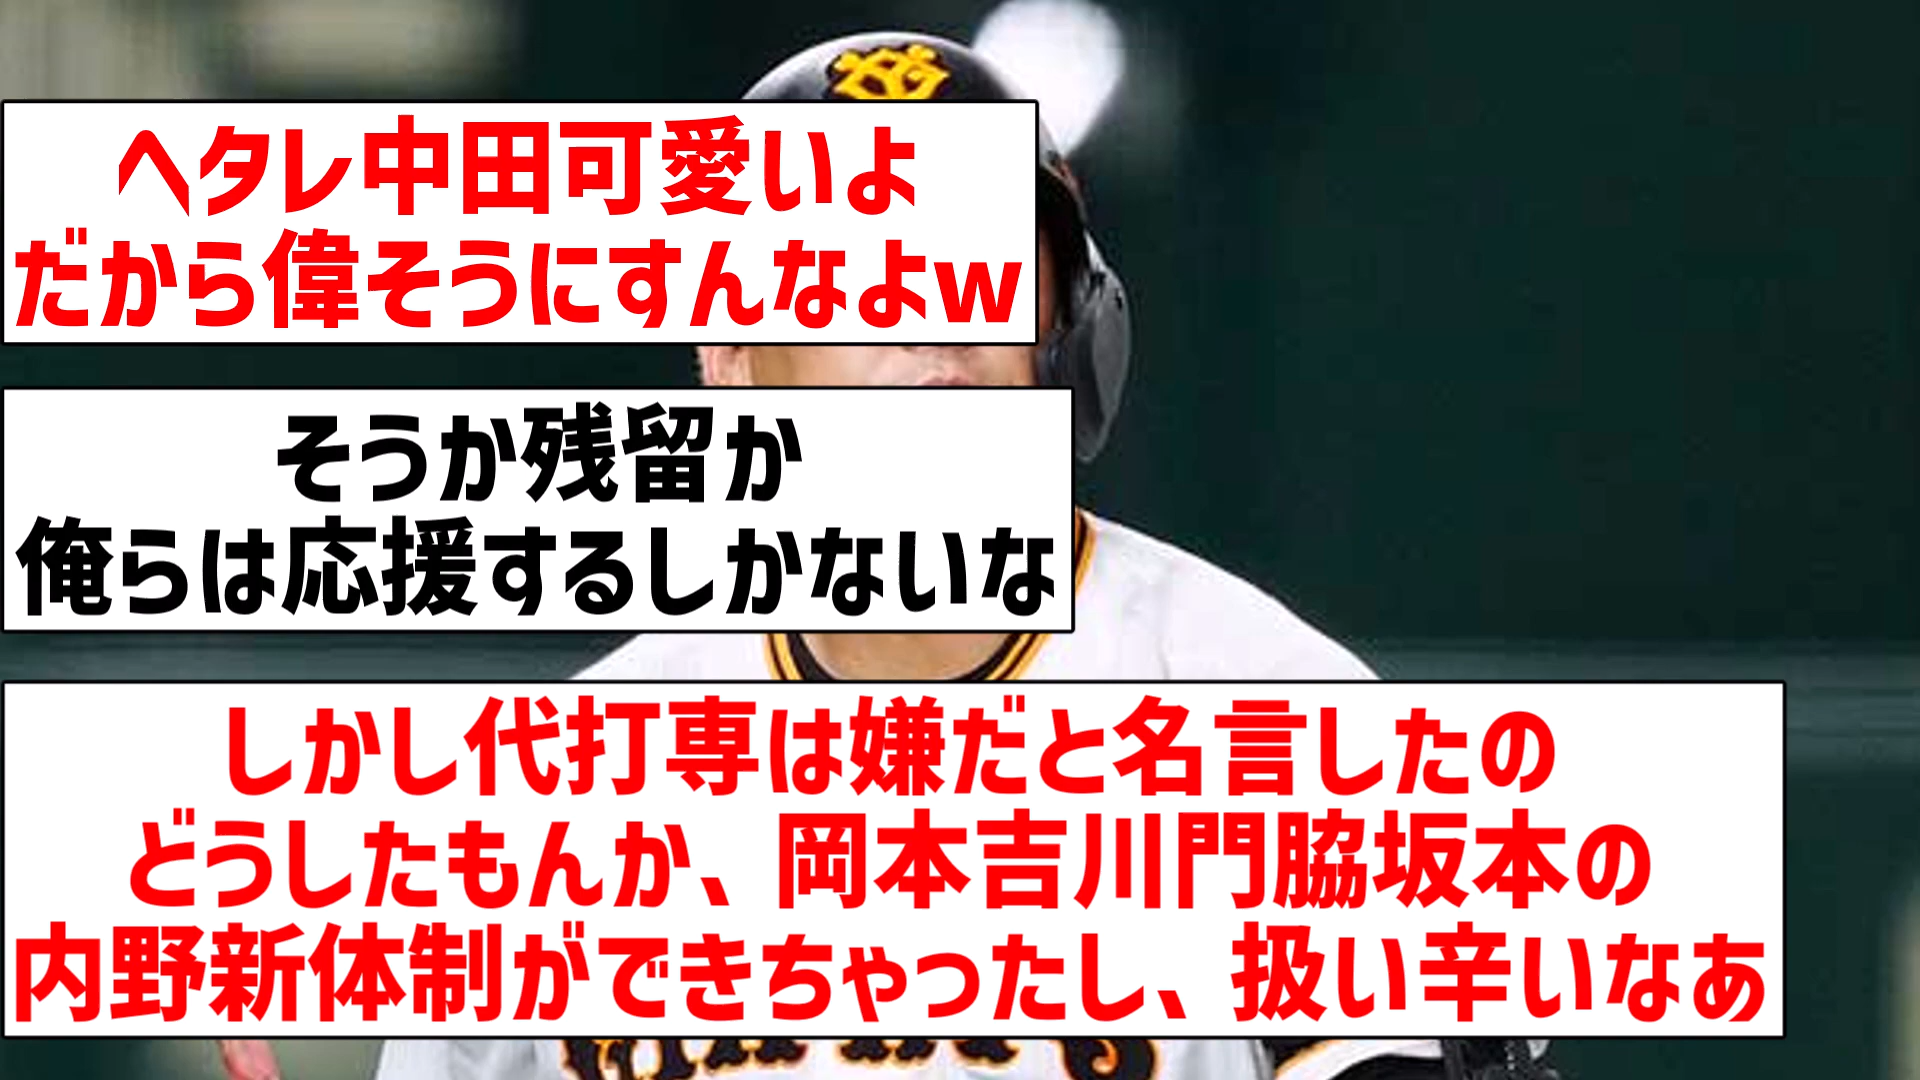 ヘタレ中田可愛いよ
だから偉そうにすんなよw
そうか残留か
俺らは応援するしかないな
しかし代打専は嫌だと名言したの
どうしたもんか、岡本吉川門脇坂本の
内野新体制ができちゃったし、扱い辛いなあ